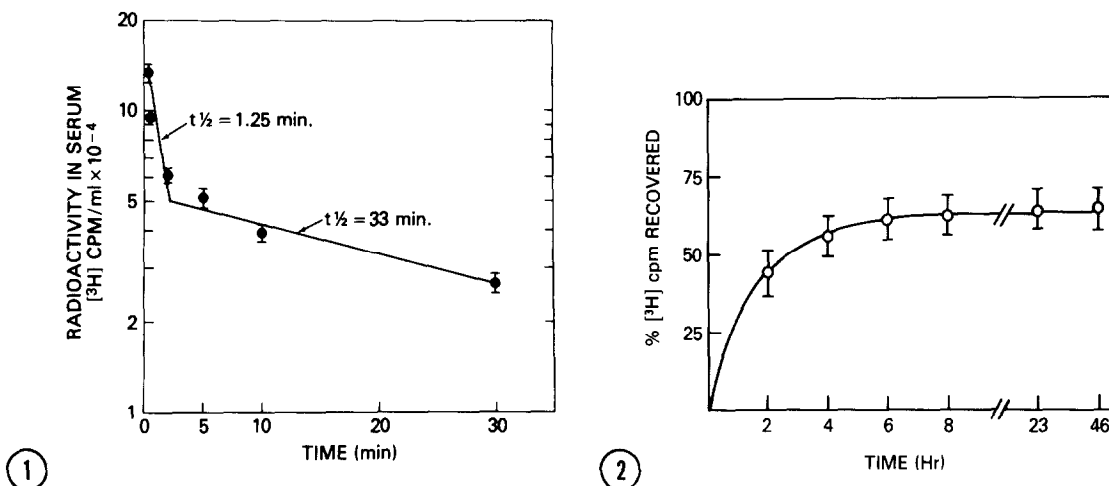 RADIOACTIVITY IN SERUM
[³H] CPM/ml × 10⁻⁴
20
10
5
2
1
t ½ = 1.25 min.
t ½ = 33 min.
0 5 10 20 30
TIME (min)
1
% [³H] cpm RECOVERED
100
75
50
25
2 4 6 8 23 46
TIME (Hr)
2